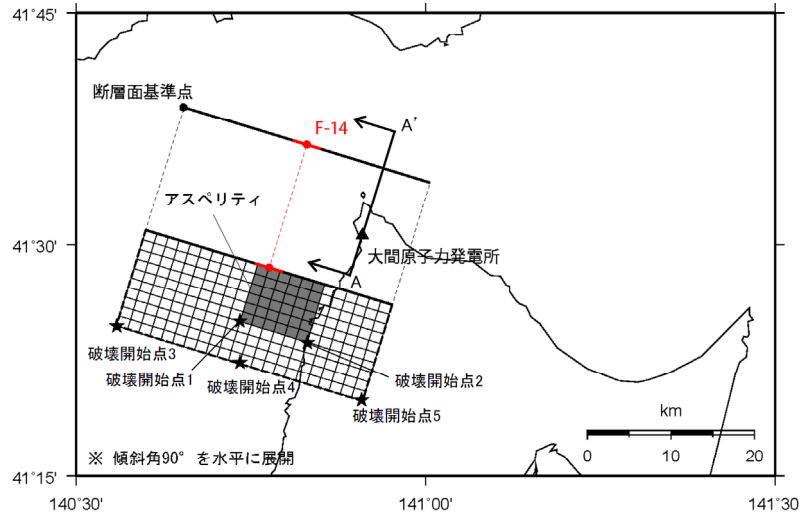 41°45'
断層面基準点
F-14
A'
アスペリティ
41°30'
大間原子力発電所
A
破壊開始点3
破壊開始点1
破壊開始点4
破壊開始点2
破壊開始点5
km
0 10 20
※ 傾斜角90°を水平に展開
41°15'
140°30' 141°00' 141°30'